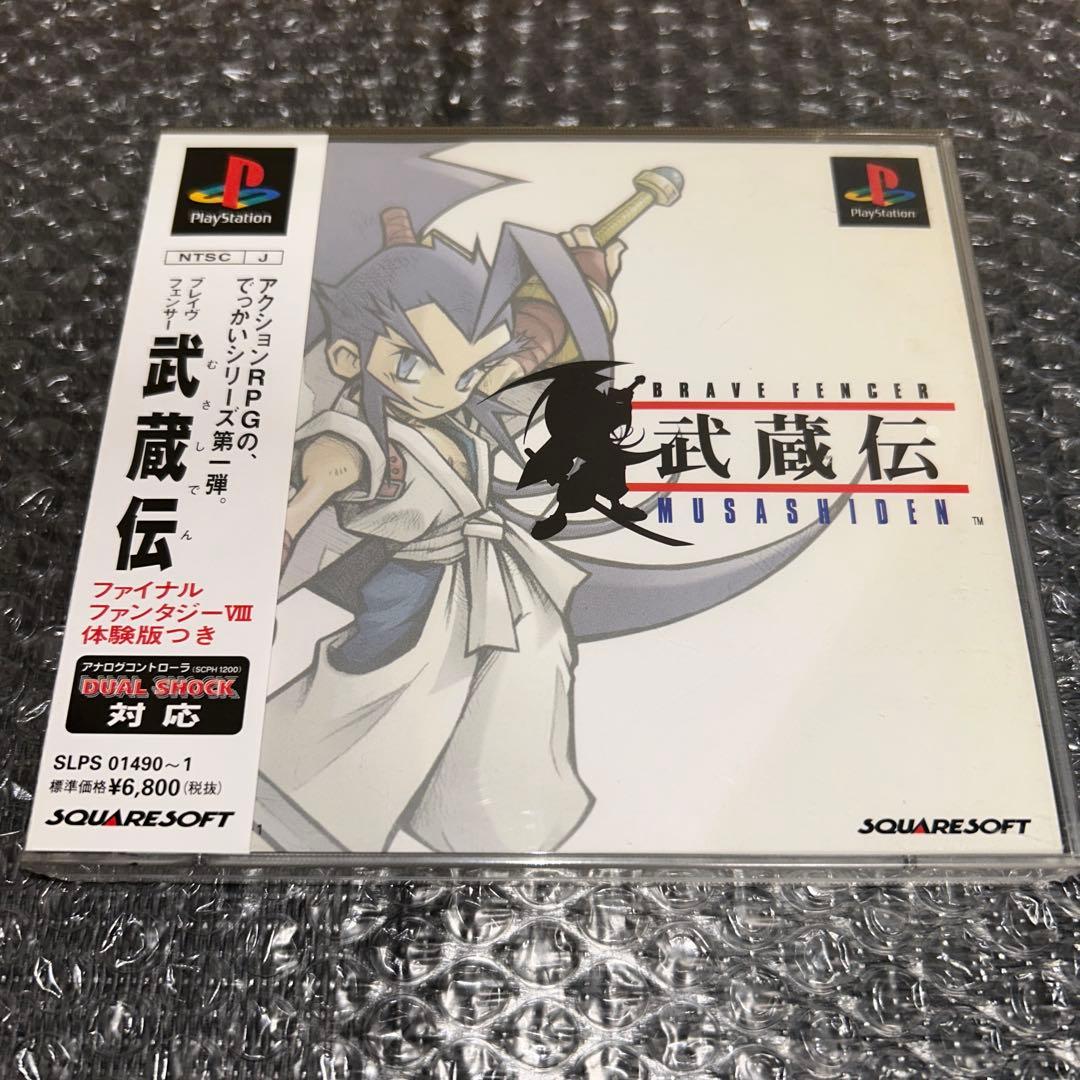 PlayStation
NTSC J
アクションRPGの、
でっかいシリーズ第一弾。
ブレイヴ
フェンサー
武蔵伝
むさしでん
ファイナル
ファンタジーVIII
体験版つき
アナログコントローラ(SCPH 1200)
DUAL SHOCK
対応
SLPS 01490~1
標準価格¥6,800(税抜)
SQUARESOFT
1
PlayStation
BRAVE FENCER
武蔵伝
MUSASHIDEN TM
SQUARESOFT